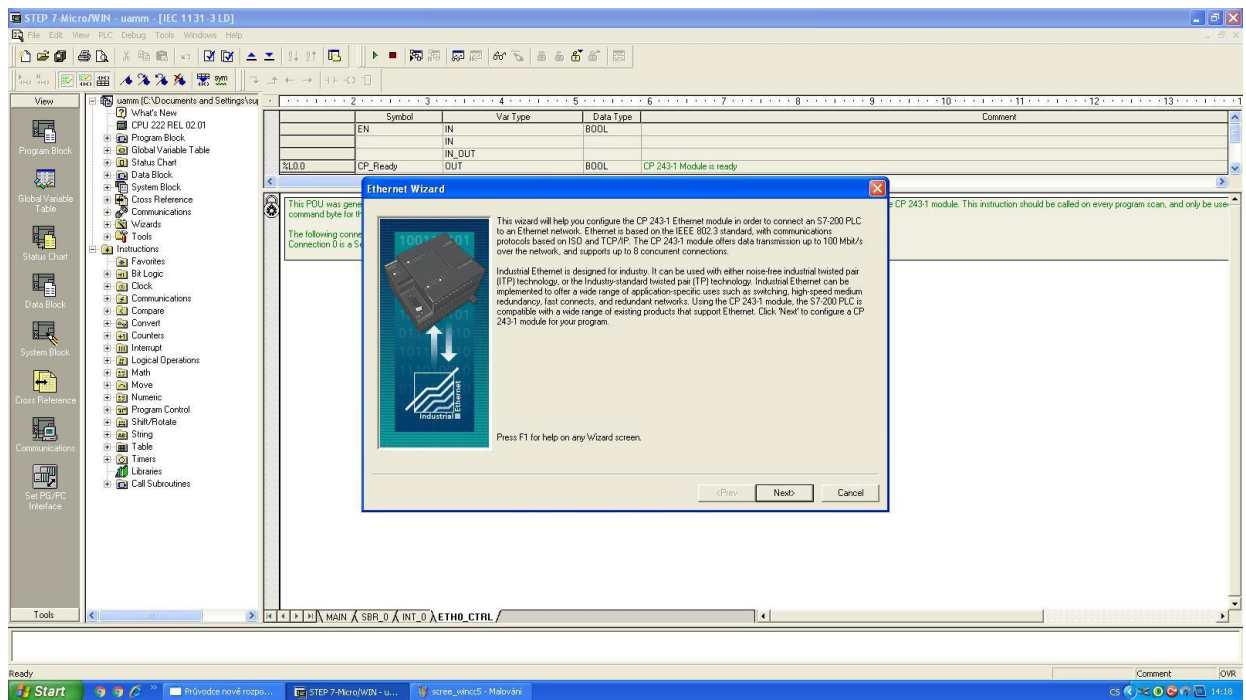 STEP 7-Micro/WIN - uamm - [IEC 1131-3 LD]
File Edit View PLC Debug Tools Windows Help
sym
View
Program Block
Global Variable
Table
Status Chart
Data Block
System Block
Cross Reference
Communications
Set PG/PC
Interface
Tools
uamm (C:\Documents and Settings\su
What's New
CPU 222 REL 02.01
Program Block
Global Variable Table
Status Chart
Data Block
System Block
Cross Reference
Communications
Wizards
Tools
Instructions
Favorites
Bit Logic
Clock
Communications
Compare
Convert
Counters
Interrupt
Logical Operations
Math
Move
Numeric
Program Control
Shift/Rotate
String
Table
Timers
Libraries
Call Subroutines
2 3 4 5 6 7 8 9 10 11 12 13
Symbol Var Type Data Type Comment
EN IN BOOL
IN
IN_OUT
%L0.0 CP_Ready OUT BOOL CP 243-1 Module is ready
This POU was gene
command byte for th
The following conne
Connection 0 is a Se
e CP 243-1 module. This instruction should be called on every program scan, and only be use
Ethernet Wizard
This wizard will help you configure the CP 243-1 Ethernet module in order to connect an S7-200 PLC
to an Ethernet network. Ethernet is based on the IEEE 802.3 standard, with communications
protocols based on ISO and TCP/IP. The CP 243-1 module offers data transmission up to 100 Mbit/s
over the network, and supports up to 8 concurrent connections.
Industrial Ethernet is designed for industry. It can be used with either noise-free industrial twisted pair
(ITP) technology, or the Industry-standard twisted pair (TP) technology. Industrial Ethernet can be
implemented to offer a wide range of application-specific uses such as switching, high-speed medium
redundancy, fast connects, and redundant networks. Using the CP 243-1 module, the S7-200 PLC is
compatible with a wide range of existing products that support Ethernet. Click 'Next' to configure a CP
243-1 module for your program.
Industrial Ethernet
Press F1 for help on any Wizard screen.
<Prev Next> Cancel
MAIN SBR_0 INT_0 ETH0_CTRL
Ready Comment OVR
Start Průvodce nově rozpo... STEP 7-Micro/WIN - u... scree_wincc5 - Malování CS 14:18